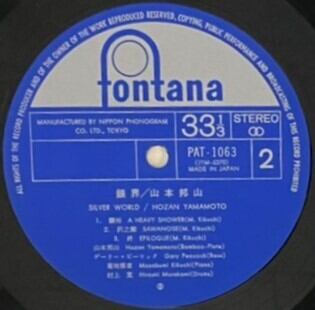 ALL RIGHTS OF THE RECORD PRODUCER AND OF THE OWNER OF THE WORK REPRODUCED RESERVED, COPYING, PUBLIC PERFORMANCE AND BROADCASTING OF THIS RECORD PROHIBITED
fontana
MANUFACTURED BY NIPPON PHONOGRAM CO. LTD., TOKYO
33 1/3
STEREO
PAT-1063
MADE IN JAPAN
2
銀界/山本邦山
SILVER WORLD / HOZAN YAMAMOTO
1. A HEAVY SHOWER(M. Kikuchi)
2. 沢之瀬 SAWANOSE(M. Kikuchi)
3. 終 EPILOGUE(M. Kikuchi)
山本邦山 Hozan Yamamoto(Bamboo-Flute)
ゲーリー・ピーコック Gary Peacock(Bass)
菊地雅章 Masabumi Kikuchi(Piano)
村上 寛 Hiroshi Murakami(Drums)